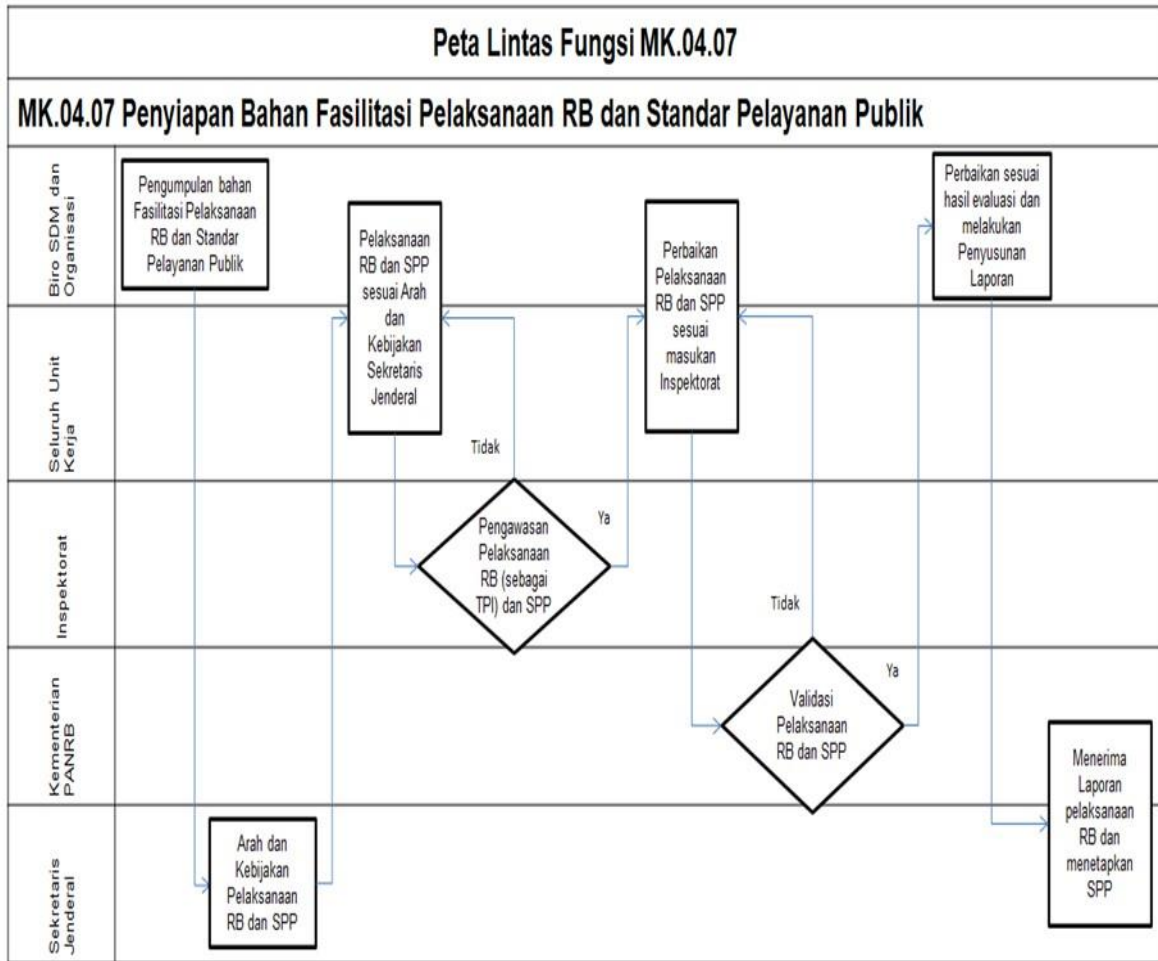 Peta Lintas Fungsi MK.04.07
MK.04.07 Penyiapan Bahan Fasilitasi Pelaksanaan RB dan Standar Pelayanan Publik
Biro SDM dan
Organisasi
Pengumpulan bahan
Fasilitasi Pelaksanaan
RB dan Standar
Pelayanan Publik
Pelaksanaan
RB dan SPP
sesuai Arah
dan
Kebijakan
Sekretaris
Jenderal
Perbaikan
Pelaksanaan
RB dan SPP
sesuai
masukan
Inspektorat
Perbaikan sesuai
hasil evaluasi dan
melakukan
Penyusunan
Laporan
Seluruh Unit
Kerja
Tidak
Inspektorat
Pengawasan
Pelaksanaan
RB (sebagai
TPI) dan SPP
Ya
Tidak
Kementerian
PANRB
Validasi
Pelaksanaan
RB dan SPP
Ya
Menerima
Laporan
pelaksanaan
RB dan
menetapkan
SPP
Sekretaris
Jenderal
Arah dan
Kebijakan
Pelaksanaan
RB dan SPP